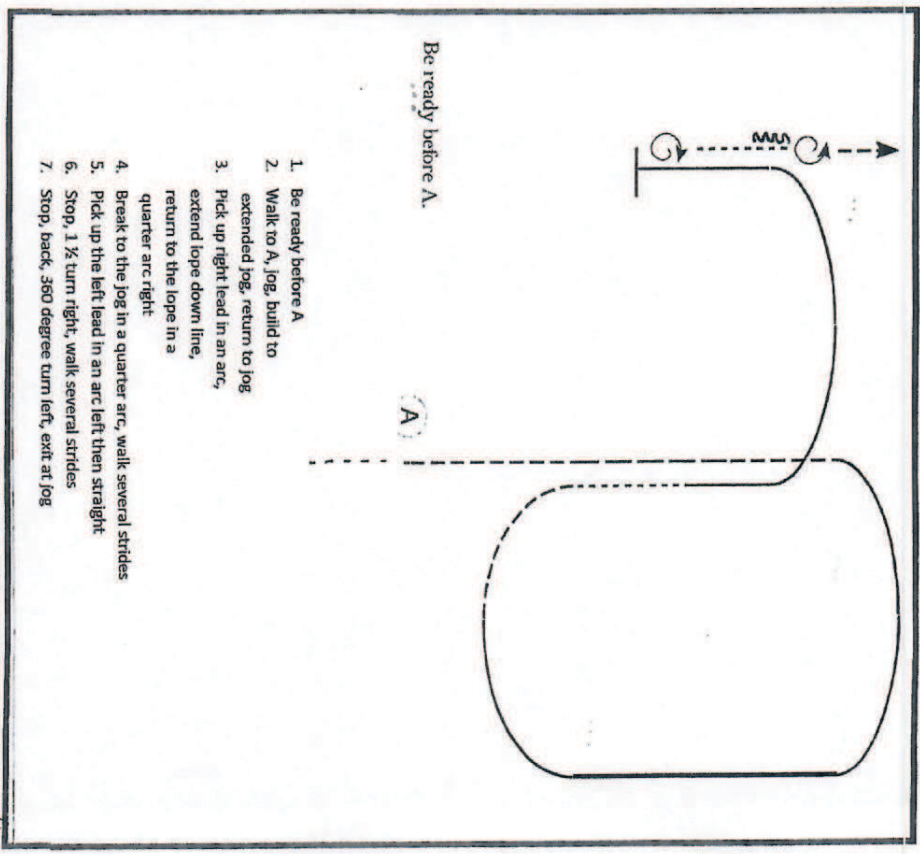 A
Be ready before A.
1. Be ready before A
2. Walk to A, jog, build to
extended jog, return to jog
3. Pick up right lead in an arc,
extend lope down line,
return to the lope in a
quarter arc right
4. Break to the jog in a quarter arc, walk several strides
5. Pick up the left lead in an arc left then straight
6. Stop, 1 ½ turn right, walk several strides
7. Stop, back, 360 degree turn left, exit at jog